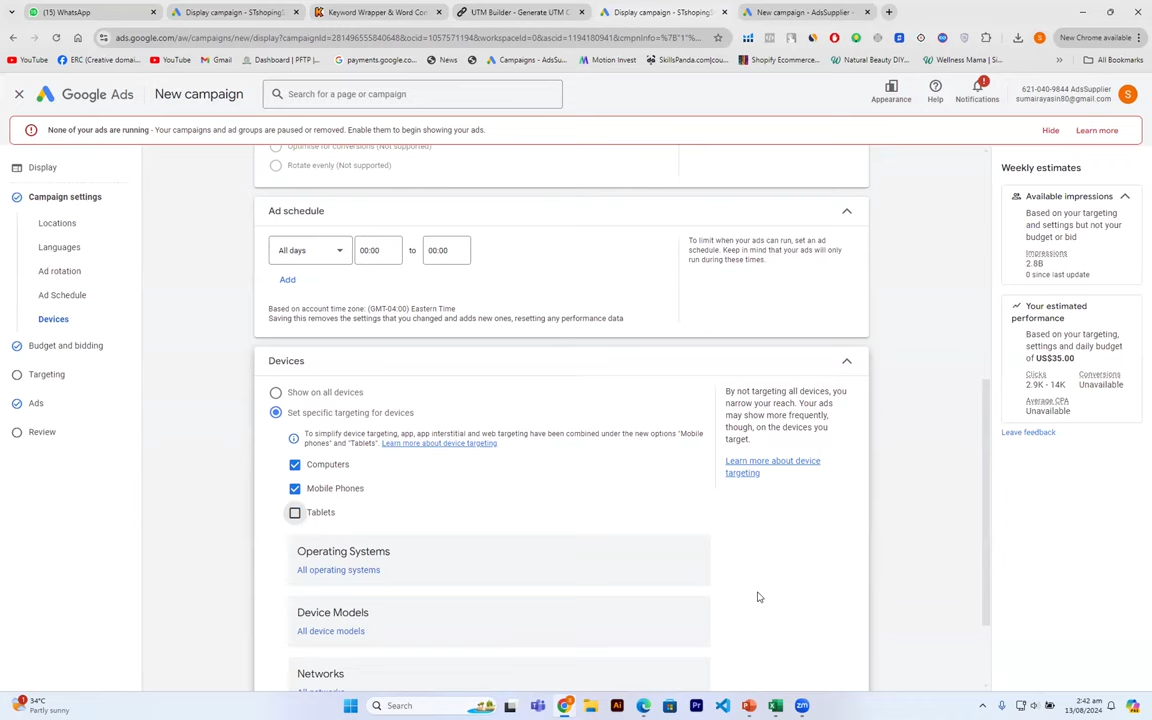 (15) WhatsApp
Display campaign - STshopingS
Keyword Wrapper & Word Com
UTM Builder - Generate UTM C
Display campaign - STshopingS
New campaign - AdsSupplier -
ads.google.com/aw/campaigns/new/display?campaignId=281496555840648&ocid=1057571194&workspaceId=0&ascid=1194180941&cmpnInfo=%7B"1"%...
New Chrome available
YouTube
ERC (Creative domai...
YouTube
Gmail
Dashboard | PFTP |...
payments.google.co...
News
Campaigns - AdsSu...
Motion Invest
SkillsPanda.com|cou...
Shopify Ecommerce...
Natural Beauty DIY...
Wellness Mama | Si...
All Bookmarks
Google Ads
New campaign
Search for a page or campaign
Appearance
Help
Notifications
621-040-9844 AdsSupplier
sumairayasin80@gmail.com
S
None of your ads are running - Your campaigns and ad groups are paused or removed. Enable them to begin showing your ads.
Hide
Learn more
Display
Campaign settings
Locations
Languages
Ad rotation
Ad Schedule
Devices
Budget and bidding
Targeting
Ads
Review
Optimise for conversions (Not supported)
Rotate evenly (Not supported)
Ad schedule
All days
00:00
to
00:00
Add
To limit when your ads can run, set an ad
schedule. Keep in mind that your ads will only
run during these times.
Based on account time zone: (GMT-04:00) Eastern Time
Saving this removes the settings that you changed and adds new ones, resetting any performance data
Devices
Show on all devices
Set specific targeting for devices
To simplify device targeting, app, app interstitial and web targeting have been combined under the new options "Mobile
phones" and "Tablets". Learn more about device targeting
Computers
Mobile Phones
Tablets
Operating Systems
All operating systems
Device Models
All device models
Networks
All networks
By not targeting all devices, you
narrow your reach. Your ads
may show more frequently,
though, on the devices you
target.
Learn more about device
targeting
Weekly estimates
Available impressions
Based on your targeting
and settings but not your
budget or bid
Impressions
2.8B
0 since last update
Your estimated
performance
Based on your targeting,
settings and daily budget
of US$35.00
Clicks
Conversions
2.9K - 14K
Unavailable
Average CPA
Unavailable
Leave feedback
34°C
Partly sunny
Search
2:42 am
13/08/2024